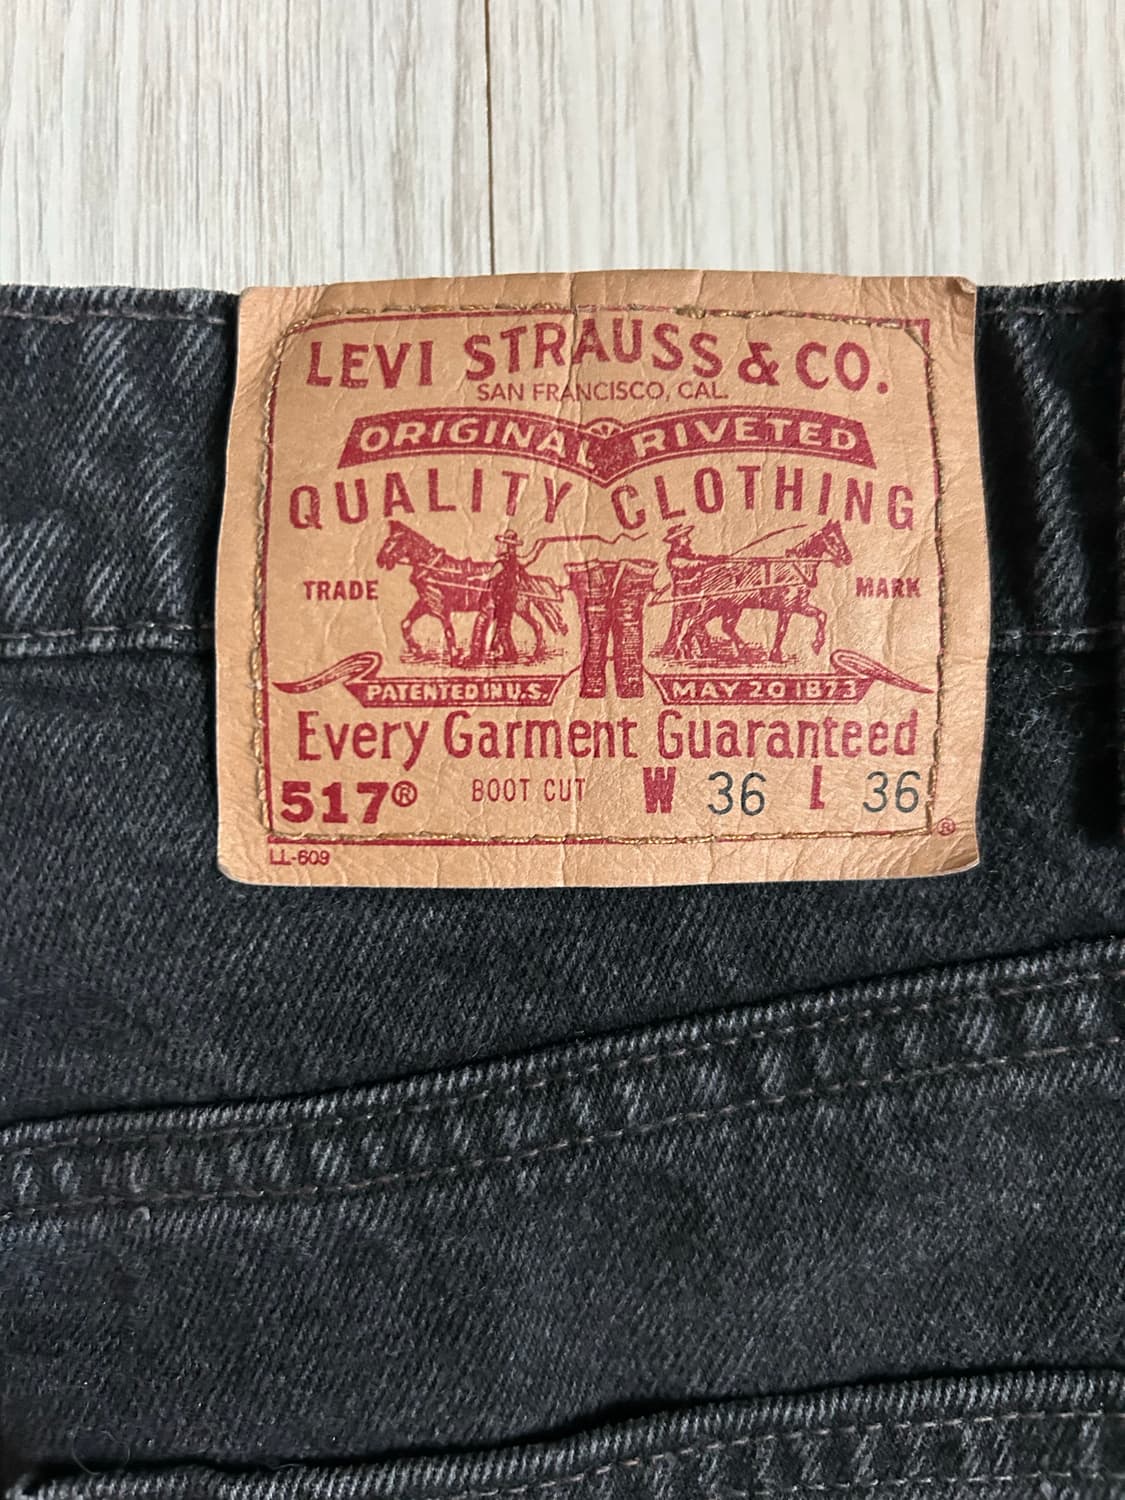 LEVI STRAUSS & CO.
SAN FRANCISCO, CAL.
ORIGINAL RIVETED
QUALITY CLOTHING
TRADE MARK
PATENTED IN U.S. MAY 20 1873
Every Garment Guaranteed
517® BOOT CUT W 36 L 36
®
LL-609